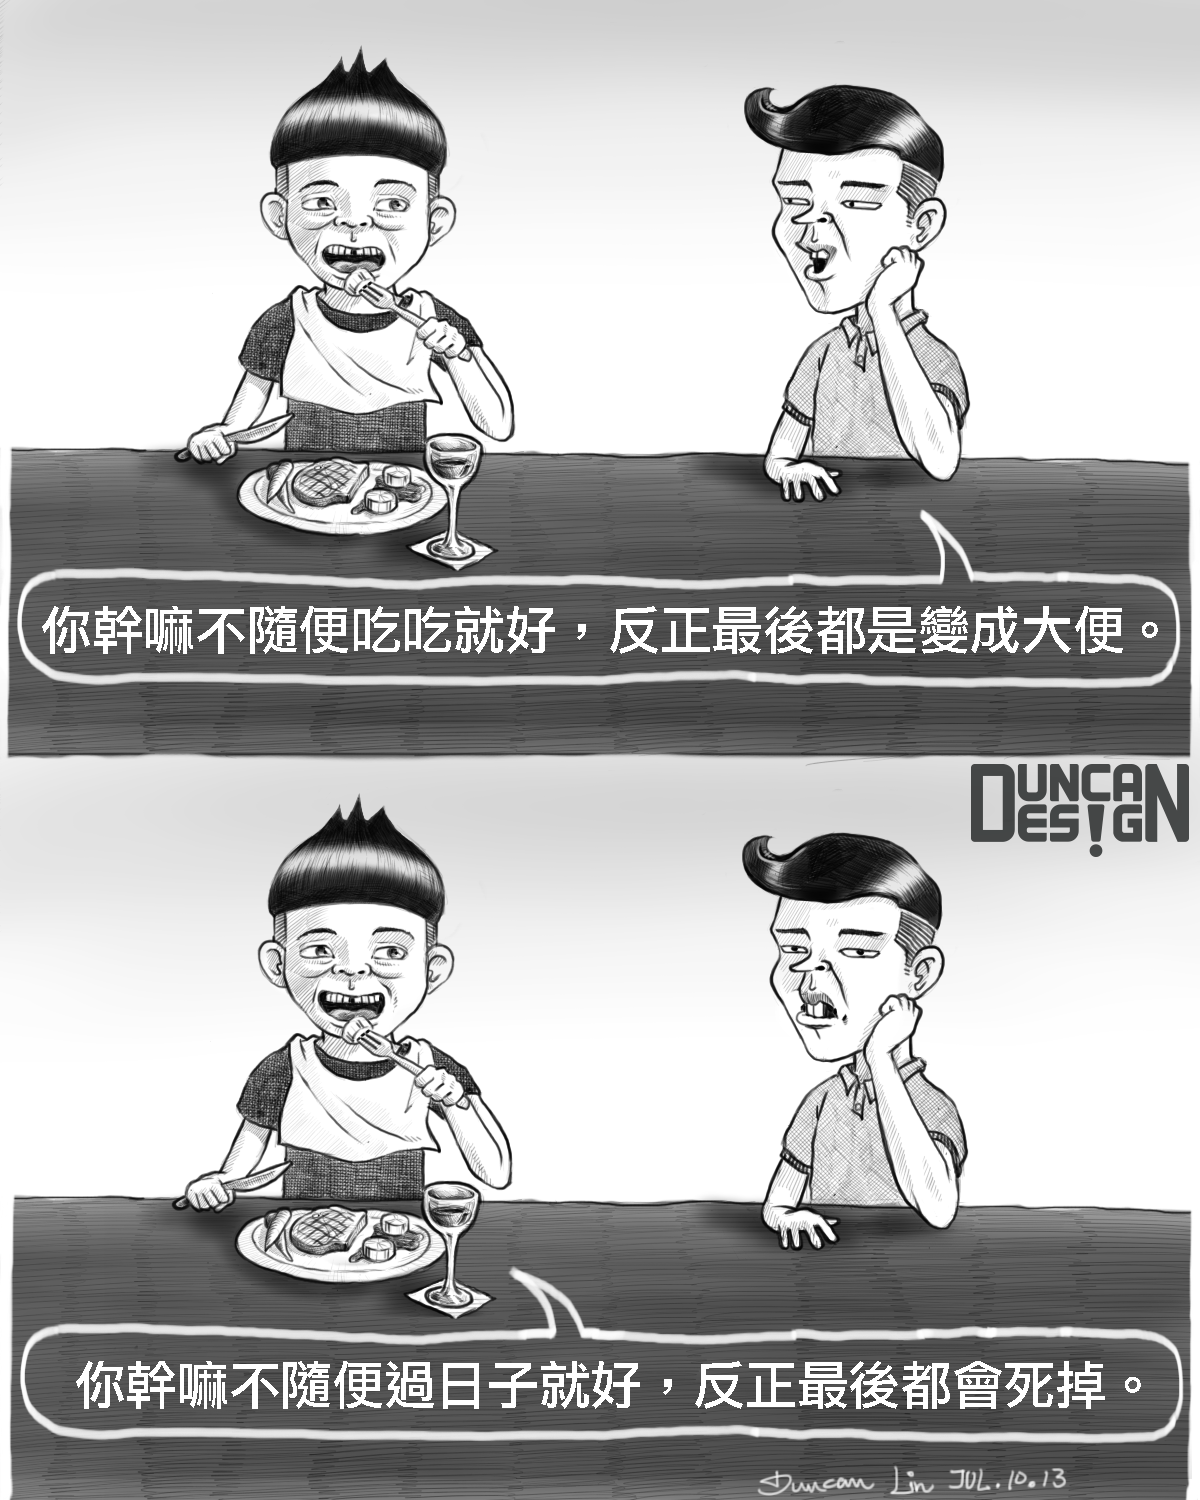 你幹嘛不隨便吃吃就好，反正最後都是變成大便。
DUNCAN
DESIGN
你幹嘛不隨便過日子就好，反正最後都會死掉。
Duncan Lin JUL.10.13